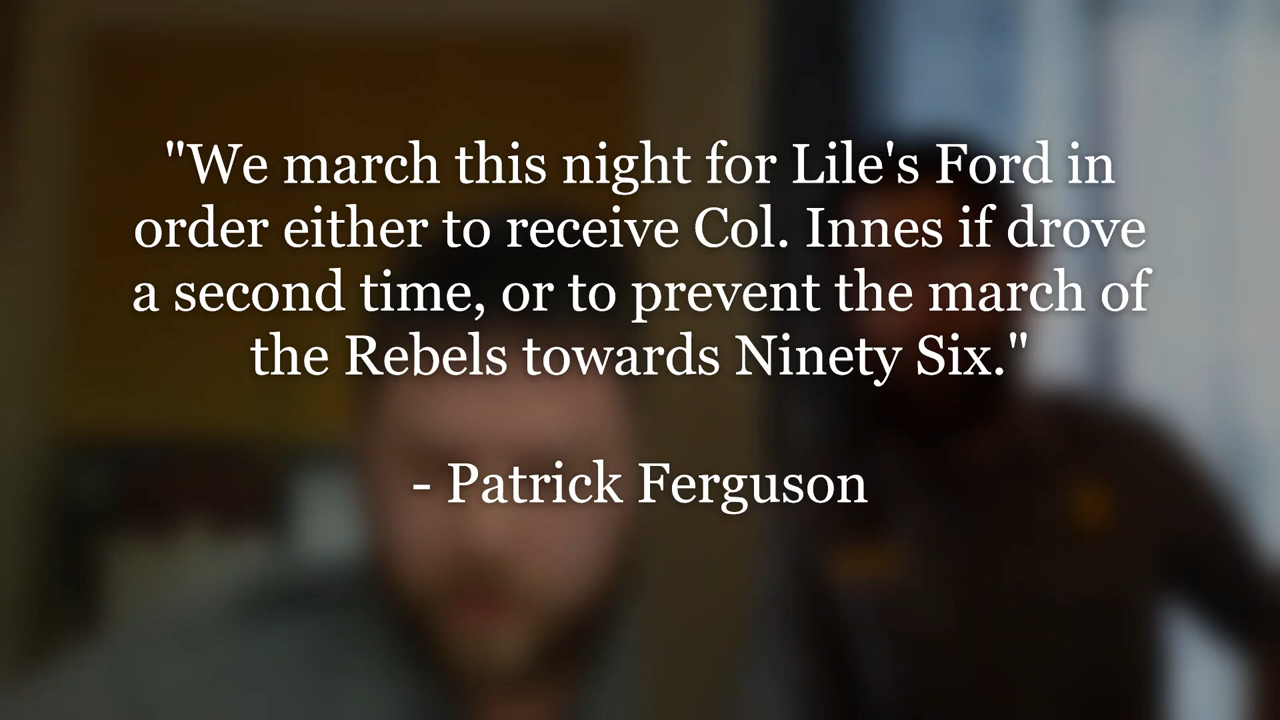 "We march this night for Lile's Ford in
order either to receive Col. Innes if drove
a second time, or to prevent the march of
the Rebels towards Ninety Six."
- Patrick Ferguson